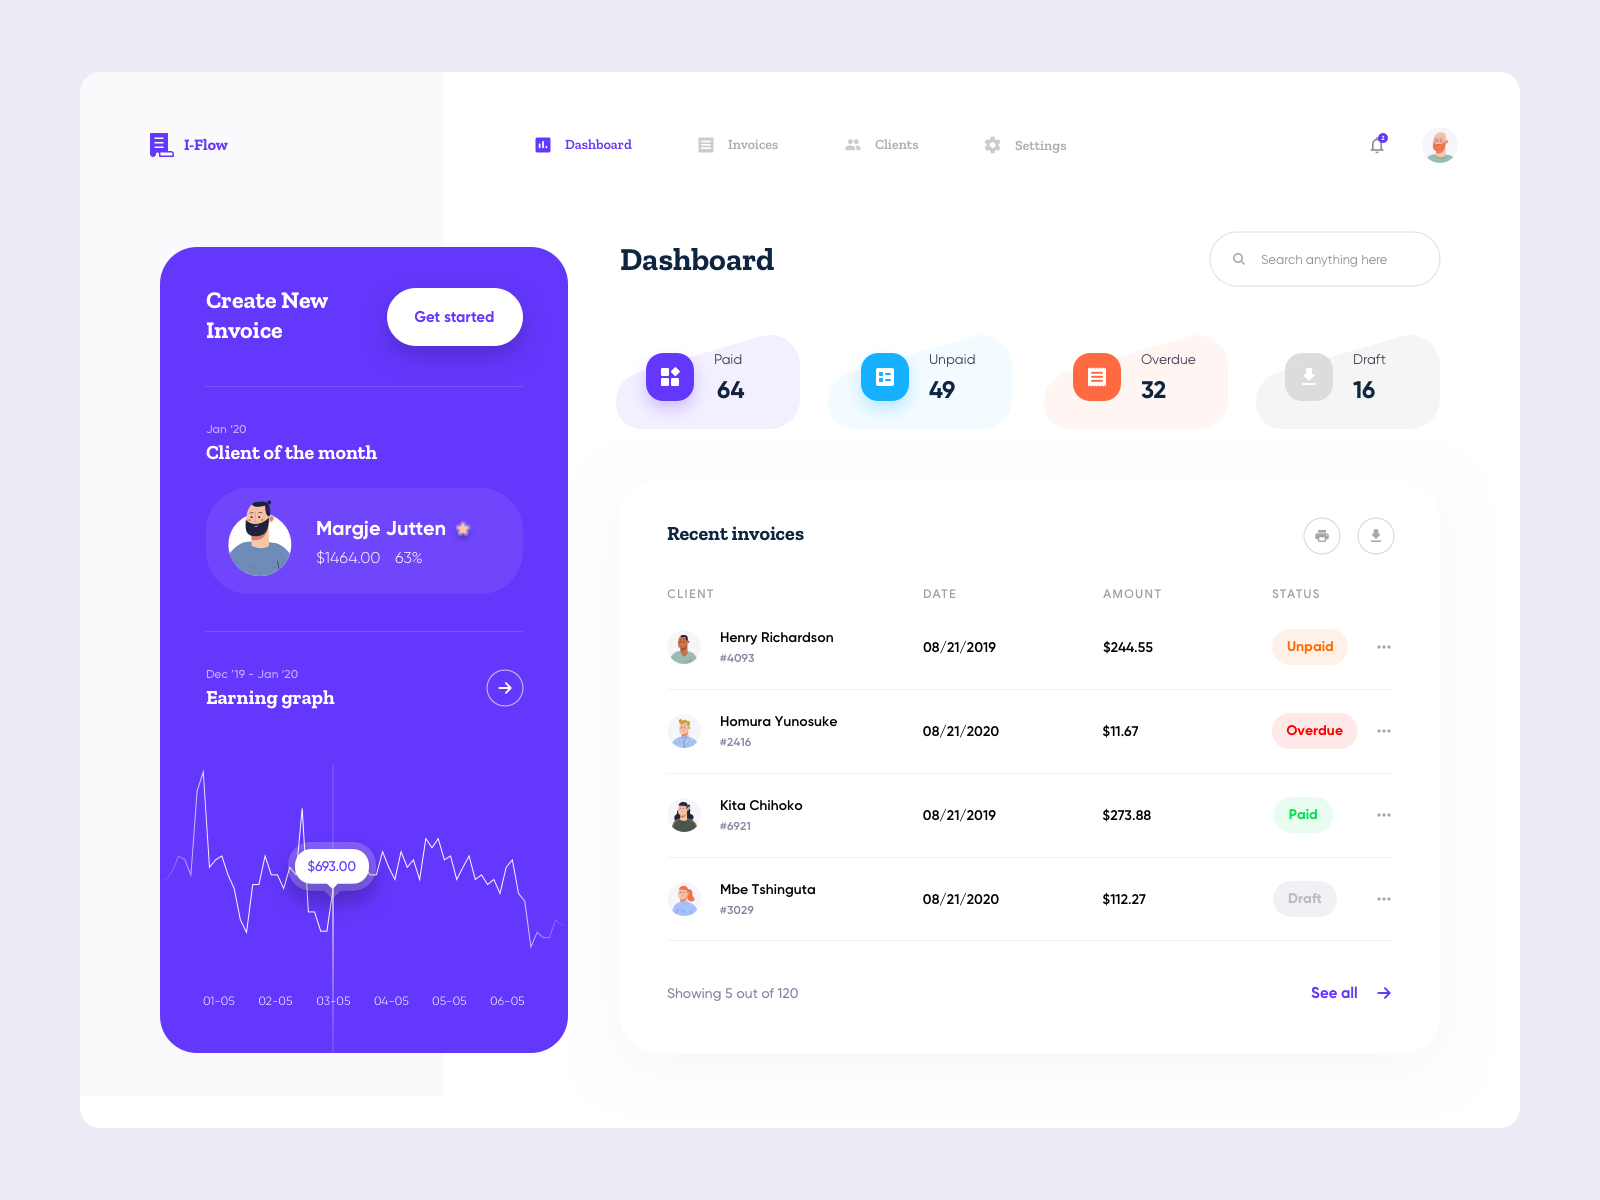 I-Flow
Dashboard
Invoices
Clients
Settings
2
Create New
Invoice
Get started
Jan '20
Client of the month
Margje Jutten
$1464.00 63%
Dec '19 - Jan '20
Earning graph
$693.00
01-05 02-05 03-05 04-05 05-05 06-05
Dashboard
Search anything here
Paid
64
Unpaid
49
Overdue
32
Draft
16
Recent invoices
CLIENT DATE AMOUNT STATUS
Henry Richardson
#4093
08/21/2019 $244.55 Unpaid
Homura Yunosuke
#2416
08/21/2020 $11.67 Overdue
Kita Chihoko
#6921
08/21/2019 $273.88 Paid
Mbe Tshinguta
#3029
08/21/2020 $112.27 Draft
Showing 5 out of 120
See all